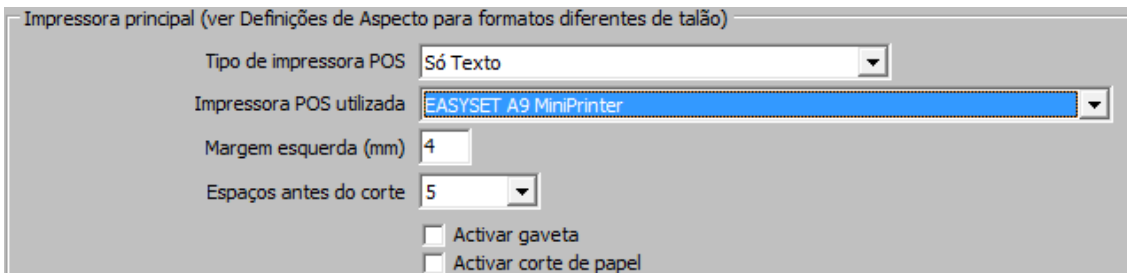 Impressora principal (ver Definições de Aspecto para formatos diferentes de talão)
Tipo de impressora POS Só Texto
Impressora POS utilizada EASYSET A9 MiniPrinter
Margem esquerda (mm) 4
Espaços antes do corte 5
Activar gaveta
Activar corte de papel